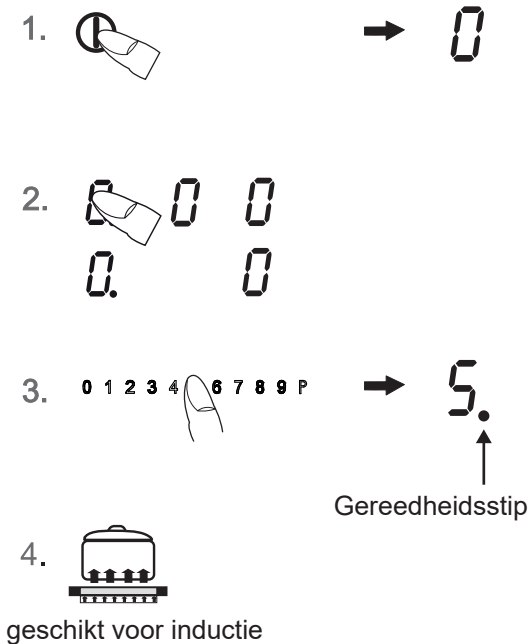 1. 0
2. 0. 0 0
0. 0
3. 0 1 2 3 4 6 7 8 9 P 5.
Gereedheidsstip
4.
geschikt voor inductie